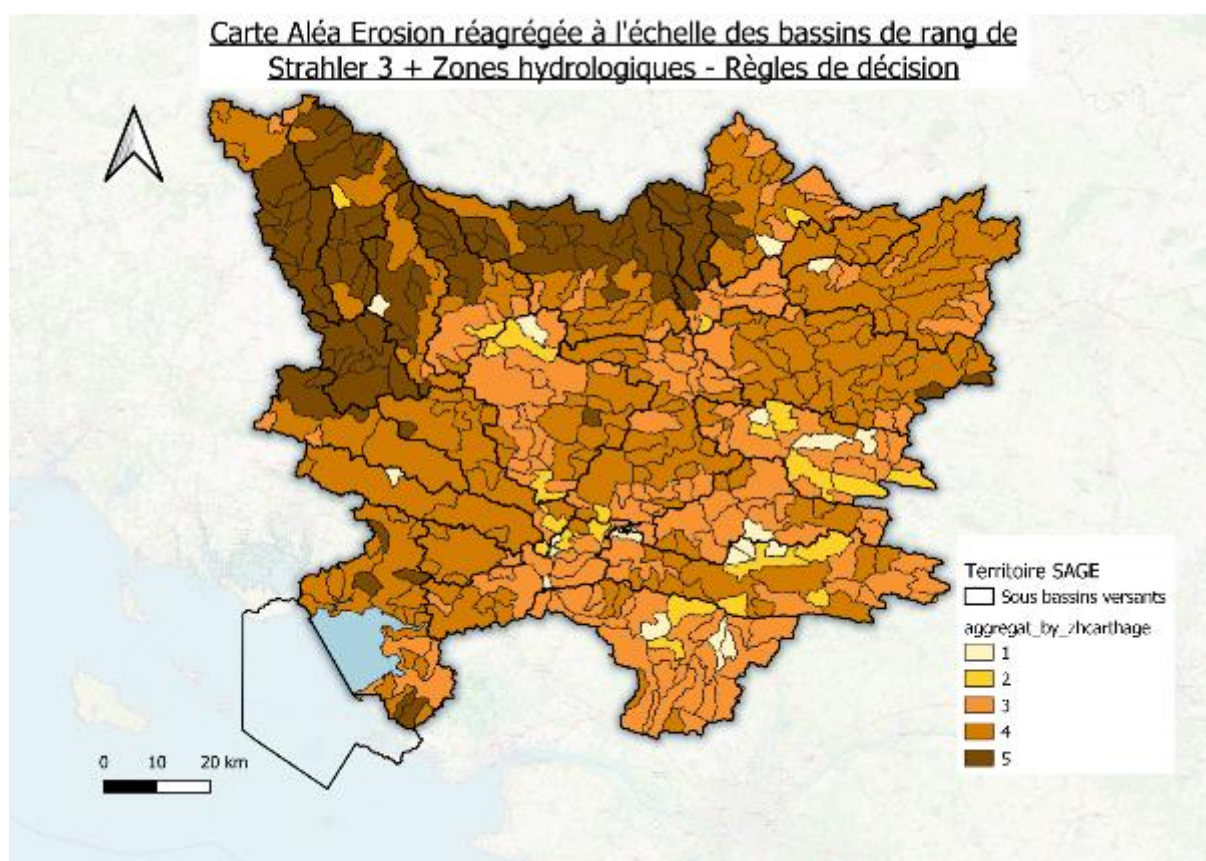 Carte Aléa Erosion réagrégée à l'échelle des bassins de rang de
Strahler 3 + Zones hydrologiques - Règles de décision
Territoire SAGE
Sous bassins versants
aggregat_by_zhcarthage
1
2
3
4
5
0 10 20 km